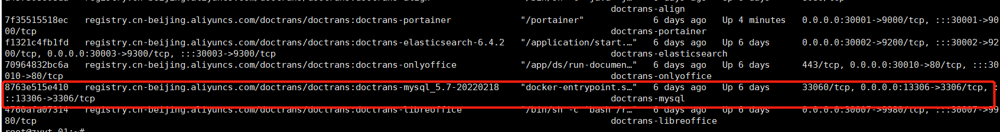 doctrans-align
7f35515518ec   registry.cn-beijing.aliyuncs.com/doctrans/doctrans:doctrans-portainer   "/portainer"   6 days ago   Up 4 minutes   0.0.0.0:30001->9000/tcp, :::30001->90
00/tcp   doctrans-portainer
f1321c4fb1fd   registry.cn-beijing.aliyuncs.com/doctrans/doctrans:doctrans-elasticsearch-6.4.2   "/application/start.…"   6 days ago   Up 6 days   0.0.0.0:30002->9200/tcp, :::30002->92
00/tcp, 0.0.0.0:30003->9300/tcp, :::30003->9300/tcp   doctrans-elasticsearch
70964832bc6a   registry.cn-beijing.aliyuncs.com/doctrans/doctrans:doctrans-onlyoffice   "/app/ds/run-documen…"   6 days ago   Up 6 days   443/tcp, 0.0.0.0:30010->80/tcp, :::30
010->80/tcp   doctrans-onlyoffice
8763e515e410   registry.cn-beijing.aliyuncs.com/doctrans/doctrans:doctrans-mysql_5.7-20220218   "docker-entrypoint.s…"   6 days ago   Up 6 days   33060/tcp, 0.0.0.0:13306->3306/tcp, :
::13306->3306/tcp   doctrans-mysql
4760afa07314   registry.cn-beijing.aliyuncs.com/doctrans/doctrans:doctrans-libreoffice   "/bin/sh -c 'bash /r…"   6 days ago   Up 6 days   0.0.0.0:30007->9980/tcp, :::30007->99
80/tcp   doctrans-libreoffice